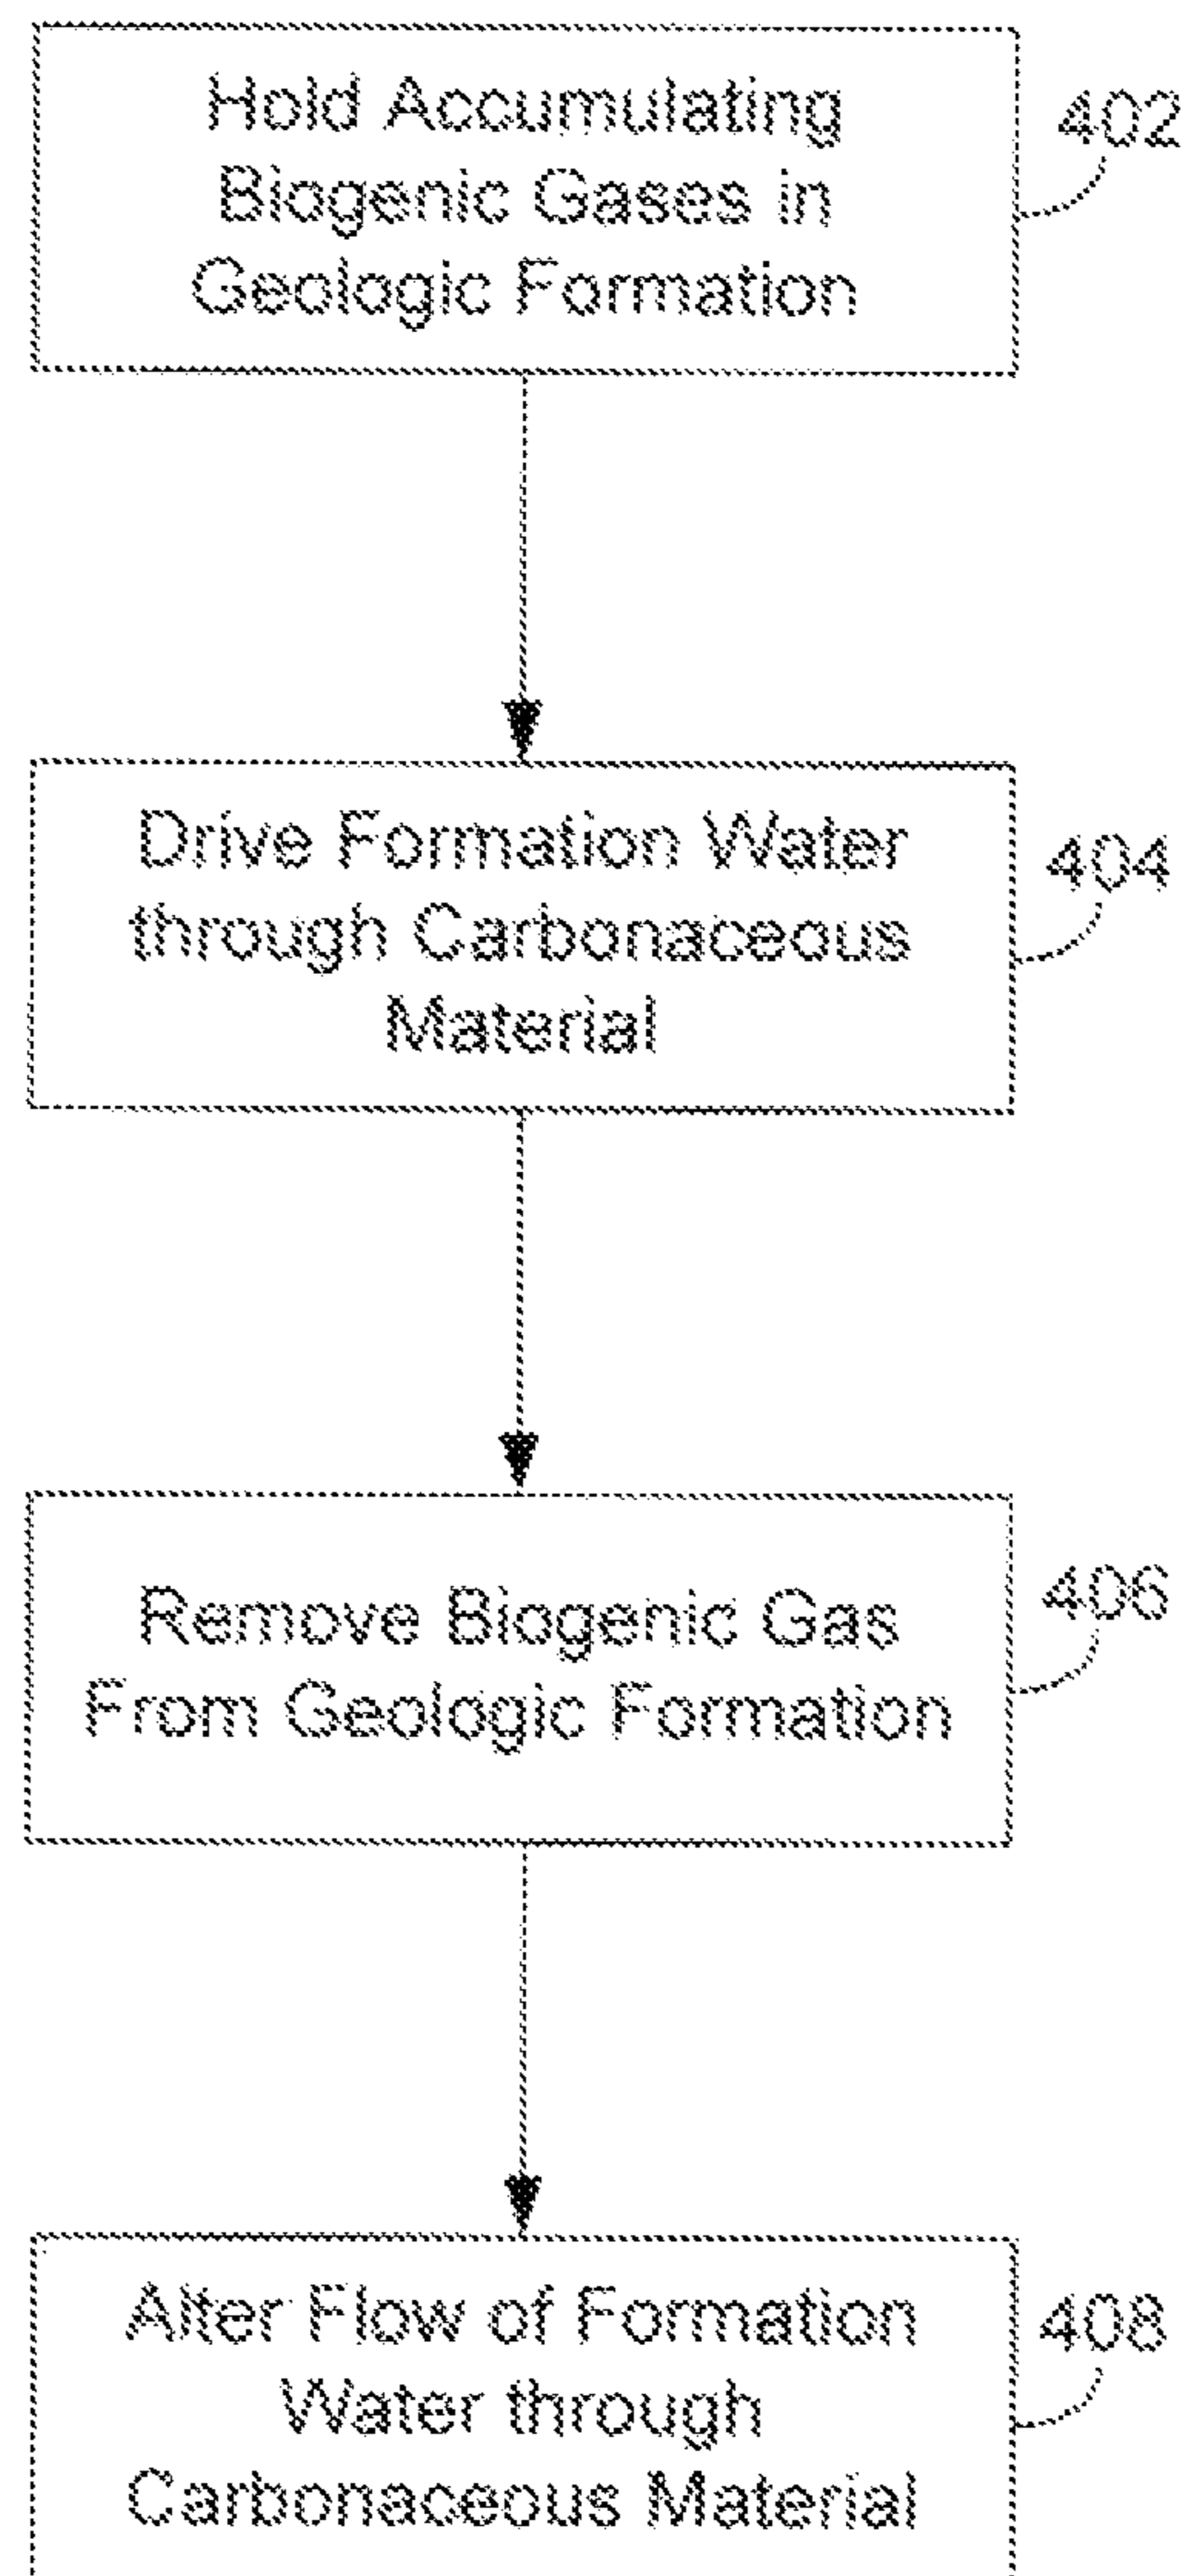 Hold Accumulating
Biogenic Gases in
Geologic Formation
402
Drive Formation Water
through Carbonaceous
Material
404
Remove Biogenic Gas
From Geologic Formation
406
Alter Flow of Formation
Water through
Carbonaceous Material
408